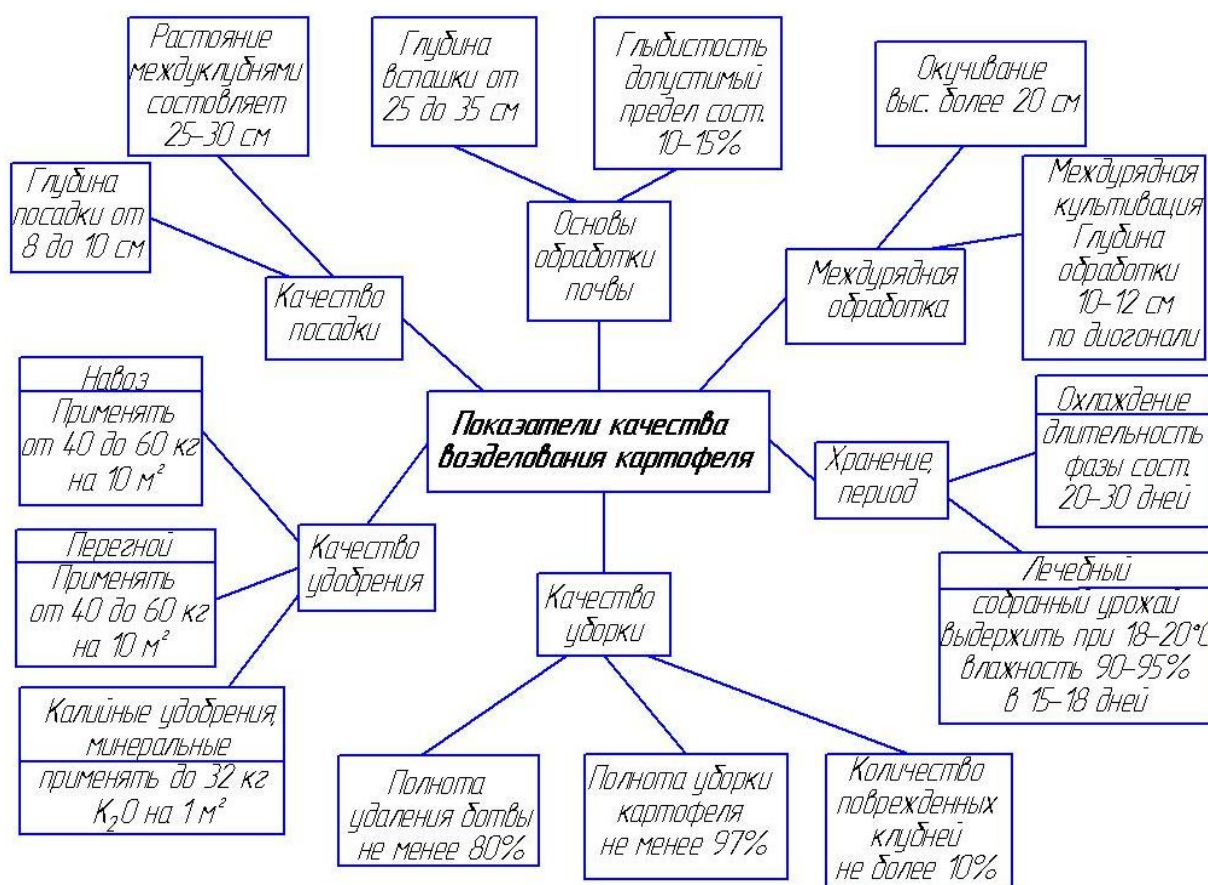 Растояние
междуклубнями
состовляет
25-30 см
Глубина
вспашки от
25 до 35 см
Глыбистость
допустимый
предел сост.
10-15%
Окучивание
выс. более 20 см
Глубина
посадки от
8 до 10 см
Основы
обработки
почвы
Междурядная
культивация
Глубина
обработки
10-12 см
по диогонали
Качество
посадки
Междурядная
обработка
Навоз
Применять
от 40 до 60 кг
на 10 м²
Показатели качества
возделования картофеля
Хранение,
период
Охлаждение
длительность
фазы сост.
20-30 дней
Перегной
Применять
от 40 до 60 кг
на 10 м²
Качество
удобрения
Качество
уборки
Лечебный
собранный урохай
выдержить при 18-20°С
влажность 90-95%
в 15-18 дней
Калийные удобрения,
минеральные
применять до 32 кг
K₂O на 1 м²
Полнота
удаления ботвы
не менее 80%
Полнота уборки
картофеля
не менее 97%
Количество
поврежденных
клубней
не более 10%